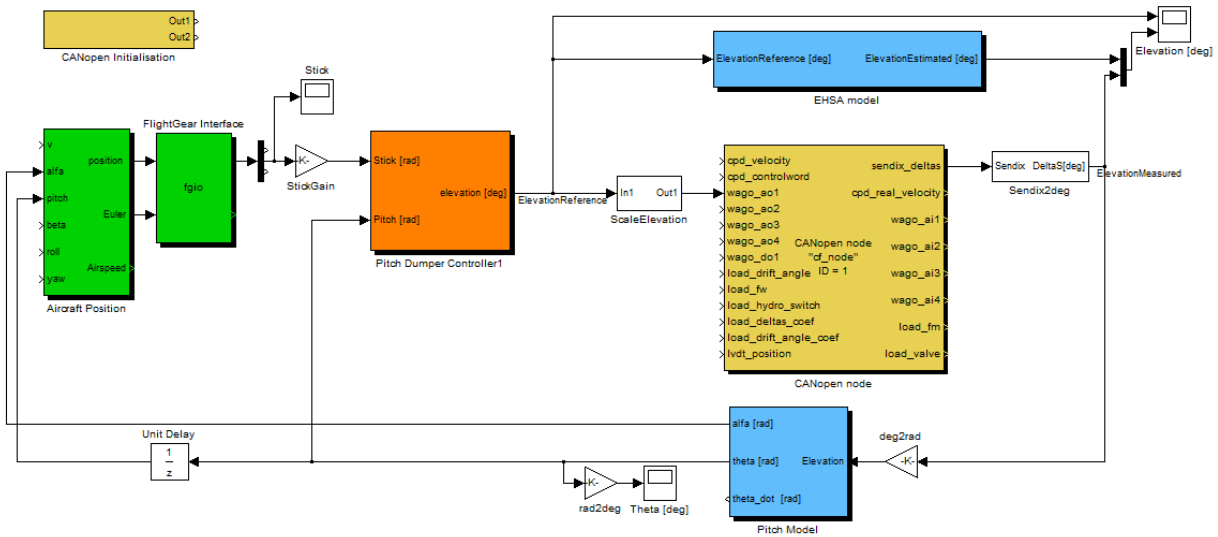 Out1
Out2
CANopen Initialisation
Elevation [deg]
ElevationReference [deg]
ElevationEstimated [deg]
EHSA model
Stick
FlightGear Interface
v
alfa
pitch
beta
roll
yaw
position
Euler
Airspeed
Aircraft Position
fgio
K-
StickGain
Stick [rad]
Pitch [rad]
elevation [deg]
Pitch Dumper Controller1
ElevationReference
In1
Out1
ScaleElevation
cpd_velocity
cpd_controlword
wago_ao1
wago_ao2
wago_ao3
wago_ao4
wago_do1
load_drift_angle
load_fw
load_hydro_switch
load_deltas_coef
load_drift_angle_coef
lvdt_position
CANopen node
"cf_node"
ID = 1
sendix_deltas
cpd_real_velocity
wago_ai1
wago_ai2
wago_ai3
wago_ai4
load_fm
load_valve
CANopen node
Sendix DeltaS[deg]
Sendix2deg
ElevationMeasured
Unit Delay
1
z
K-
rad2deg
Theta [deg]
alfa [rad]
theta [rad]
theta_dot [rad]
Elevation
Pitch Model
deg2rad
-K-